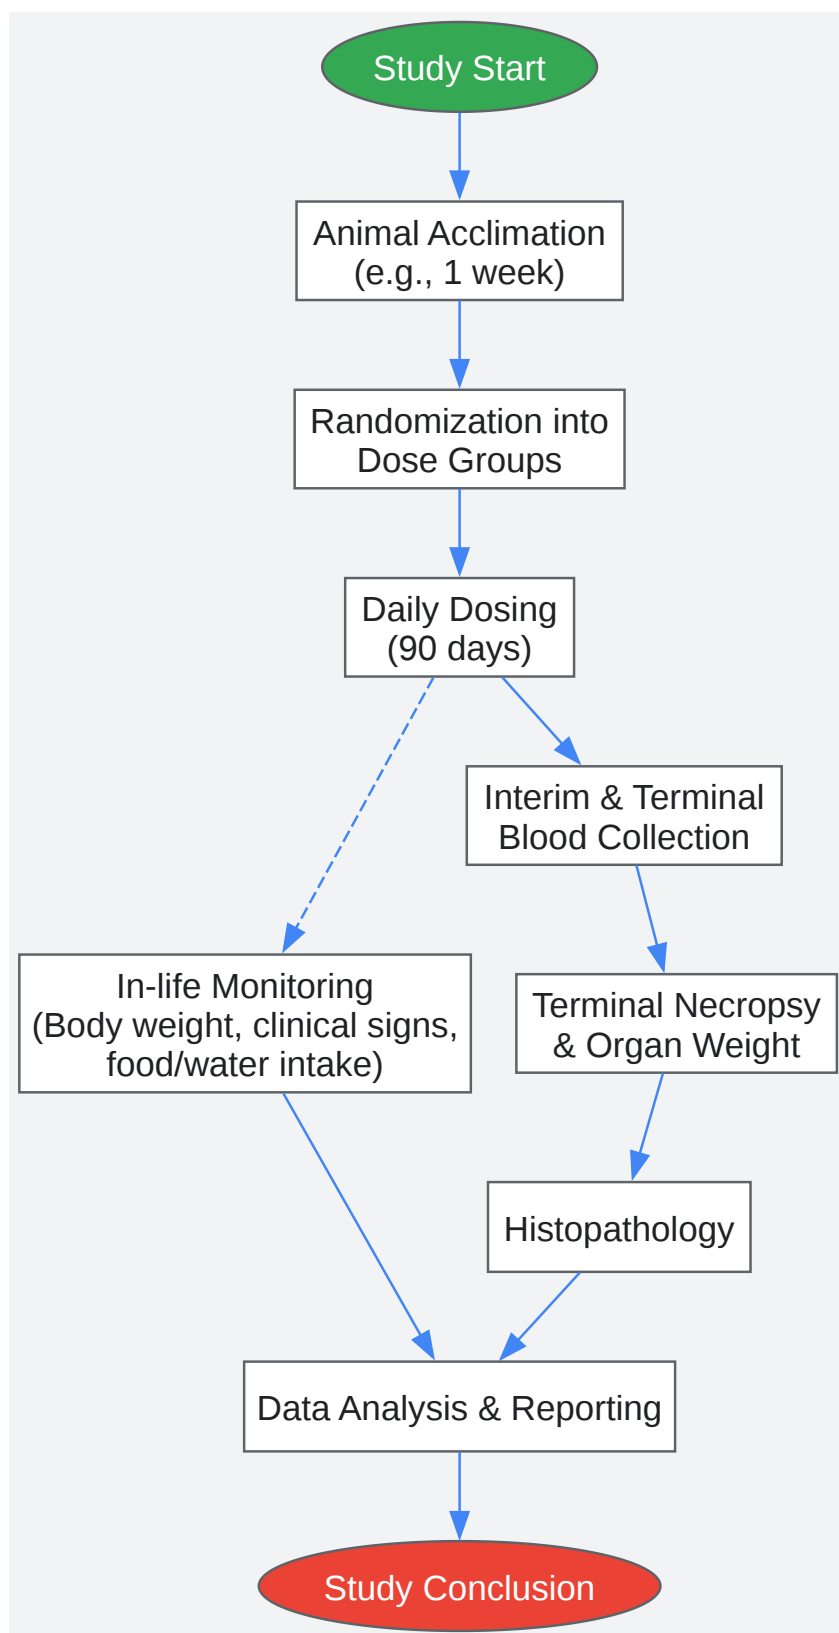 Study Start
Animal Acclimation
(e.g., 1 week)
Randomization into
Dose Groups
Daily Dosing
(90 days)
Interim & Terminal
Blood Collection
In-life Monitoring
(Body weight, clinical signs,
food/water intake)
Terminal Necropsy
& Organ Weight
Histopathology
Data Analysis & Reporting
Study Conclusion